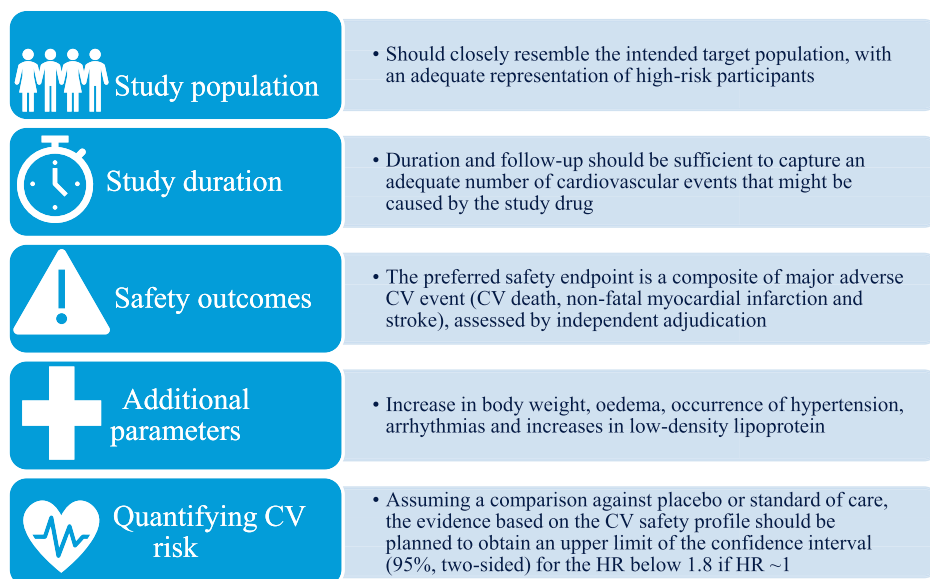 Study population
• Should closely resemble the intended target population, with
an adequate representation of high-risk participants
Study duration
• Duration and follow-up should be sufficient to capture an
adequate number of cardiovascular events that might be
caused by the study drug
Safety outcomes
• The preferred safety endpoint is a composite of major adverse
CV event (CV death, non-fatal myocardial infarction and
stroke), assessed by independent adjudication
Additional
parameters
• Increase in body weight, oedema, occurrence of hypertension,
arrhythmias and increases in low-density lipoprotein
Quantifying CV
risk
• Assuming a comparison against placebo or standard of care,
the evidence based on the CV safety profile should be
planned to obtain an upper limit of the confidence interval
(95%, two-sided) for the HR below 1.8 if HR ~1